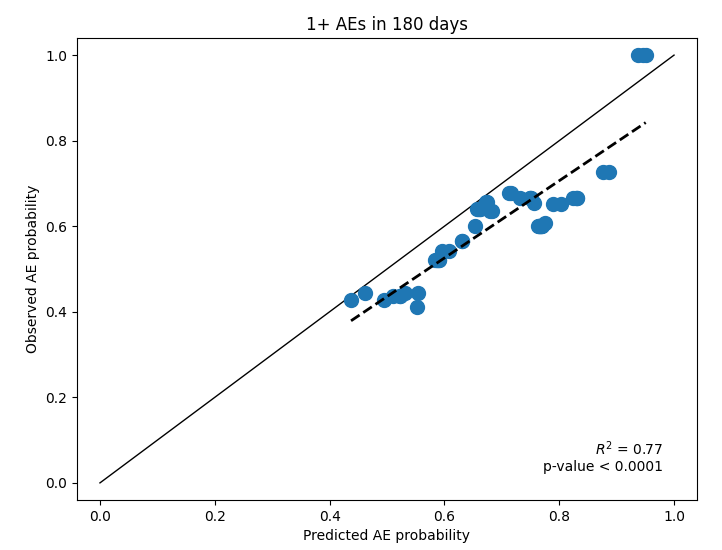 1+ AEs in 180 days
Observed AE probability
1.0
0.8
0.6
0.4
0.2
0.0
R² = 0.77
p-value < 0.0001
0.0 0.2 0.4 0.6 0.8 1.0
Predicted AE probability